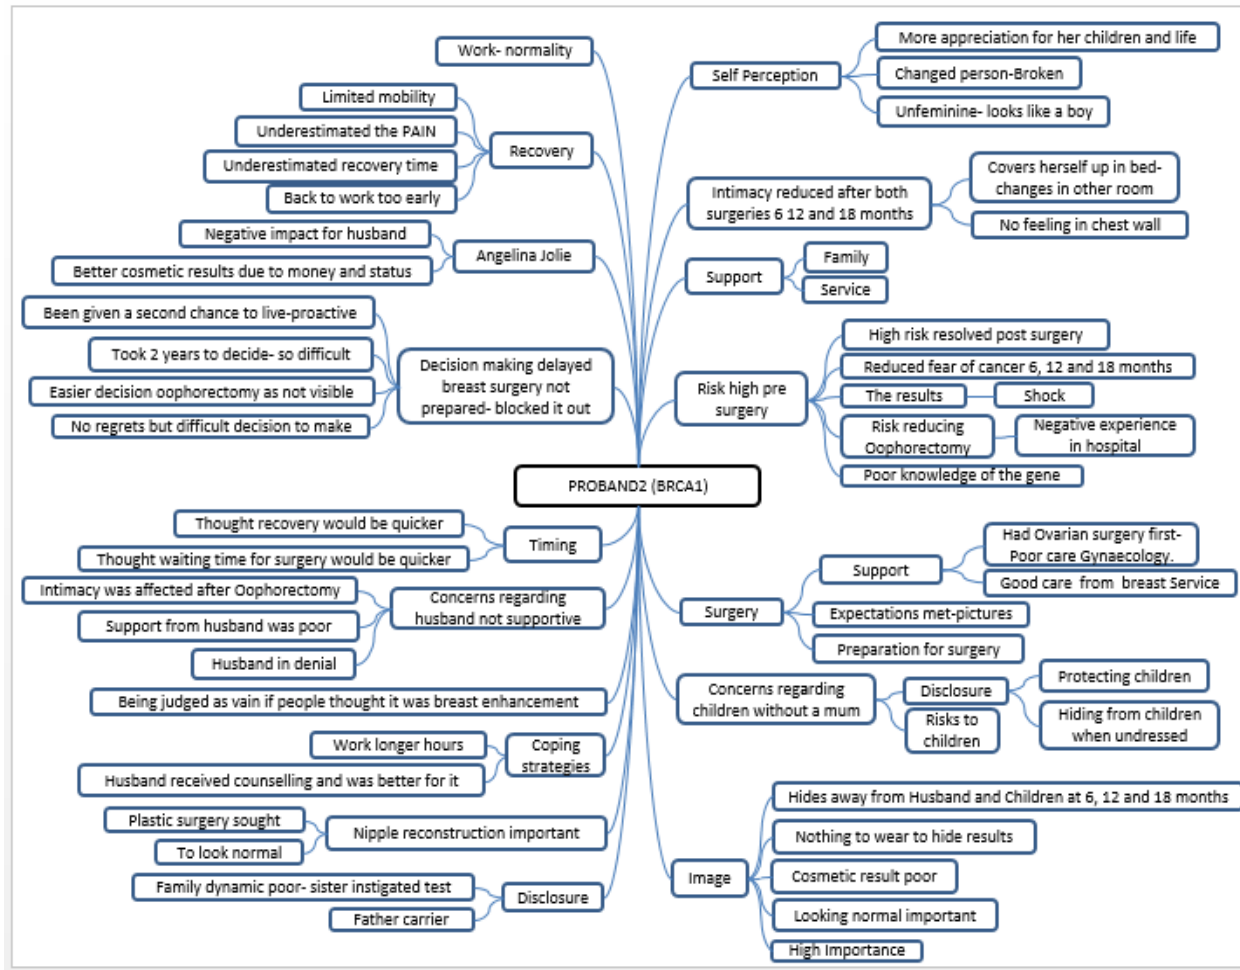 Work- normality
Limited mobility
Underestimated the PAIN
Underestimated recovery time
Back to work too early
Recovery
Negative impact for husband
Better cosmetic results due to money and status
Angelina Jolie
Been given a second chance to live-proactive
Took 2 years to decide- so difficult
Easier decision oophorectomy as not visible
No regrets but difficult decision to make
Decision making delayed
breast surgery not
prepared- blocked it out
PROBAND2 (BRCA1)
Thought recovery would be quicker
Thought waiting time for surgery would be quicker
Timing
Intimacy was affected after Oophorectomy
Support from husband was poor
Husband in denial
Concerns regarding
husband not supportive
Being judged as vain if people thought it was breast enhancement
Work longer hours
Husband received counselling and was better for it
Coping
strategies
Plastic surgery sought
To look normal
Nipple reconstruction important
Family dynamic poor- sister instigated test
Father carrier
Disclosure
Self Perception
More appreciation for her children and life
Changed person-Broken
Unfeminine- looks like a boy
Intimacy reduced after both
surgeries 6 12 and 18 months
Covers herself up in bed-
changes in other room
No feeling in chest wall
Support
Family
Service
Risk high pre
surgery
High risk resolved post surgery
Reduced fear of cancer 6, 12 and 18 months
The results
Shock
Risk reducing
Oophorectomy
Negative experience
in hospital
Poor knowledge of the gene
Surgery
Support
Had Ovarian surgery first-
Poor care Gynaecology.
Good care from breast Service
Expectations met-pictures
Preparation for surgery
Concerns regarding
children without a mum
Disclosure
Protecting children
Hiding from children
when undressed
Risks to
children
Image
Hides away from Husband and Children at 6, 12 and 18 months
Nothing to wear to hide results
Cosmetic result poor
Looking normal important
High Importance